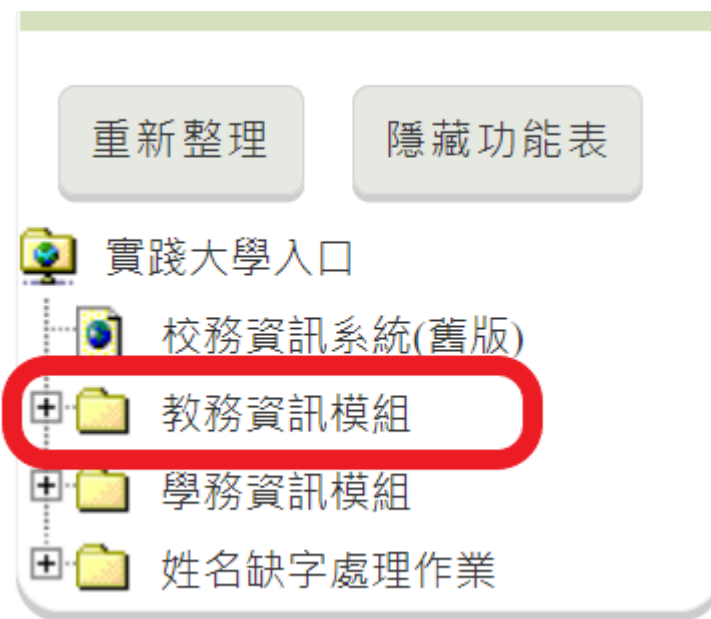 重新整理 隱藏功能表
實踐大學入口
校務資訊系統(舊版)
教務資訊模組
學務資訊模組
姓名缺字處理作業